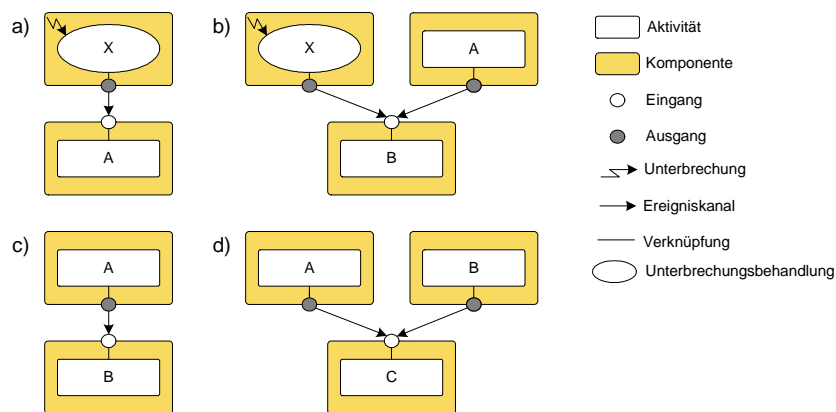 a)
X
A
b)
X
A
B
c)
A
B
d)
A
B
C
Aktivität
Komponente
Eingang
Ausgang
Unterbrechung
Ereigniskanal
Verknüpfung
Unterbrechungsbehandlung